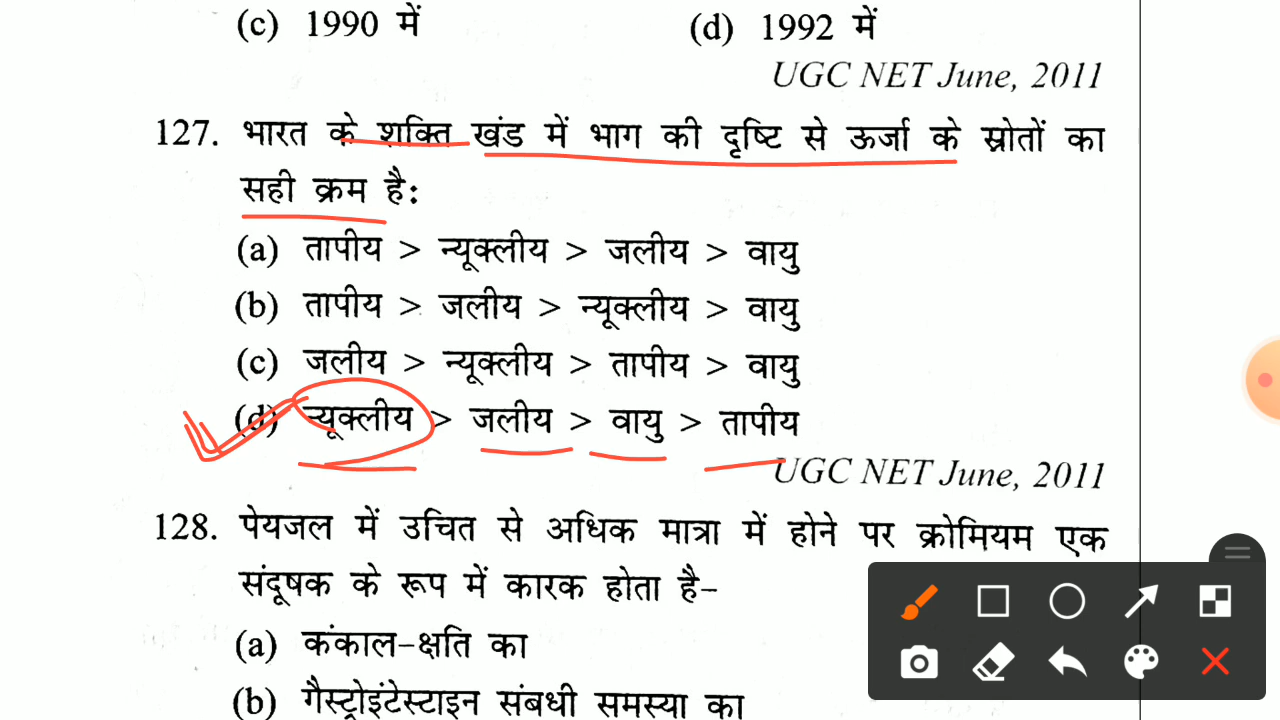 (c) 1990 में (d) 1992 में
UGC NET June, 2011
127. भारत के शक्ति खंड में भाग की दृष्टि से ऊर्जा के स्रोतों का
सही क्रम है:
(a) तापीय > न्यूक्लीय > जलीय > वायु
(b) तापीय > जलीय > न्यूक्लीय > वायु
(c) जलीय > न्यूक्लीय > तापीय > वायु
(d) न्यूक्लीय > जलीय > वायु > तापीय
UGC NET June, 2011
128. पेयजल में उचित से अधिक मात्रा में होने पर क्रोमियम एक
संदूषक के रूप में कारक होता है-
(a) कंकाल-क्षति का
(b) गैस्ट्रोइंटेस्टाइन संबधी समस्या का